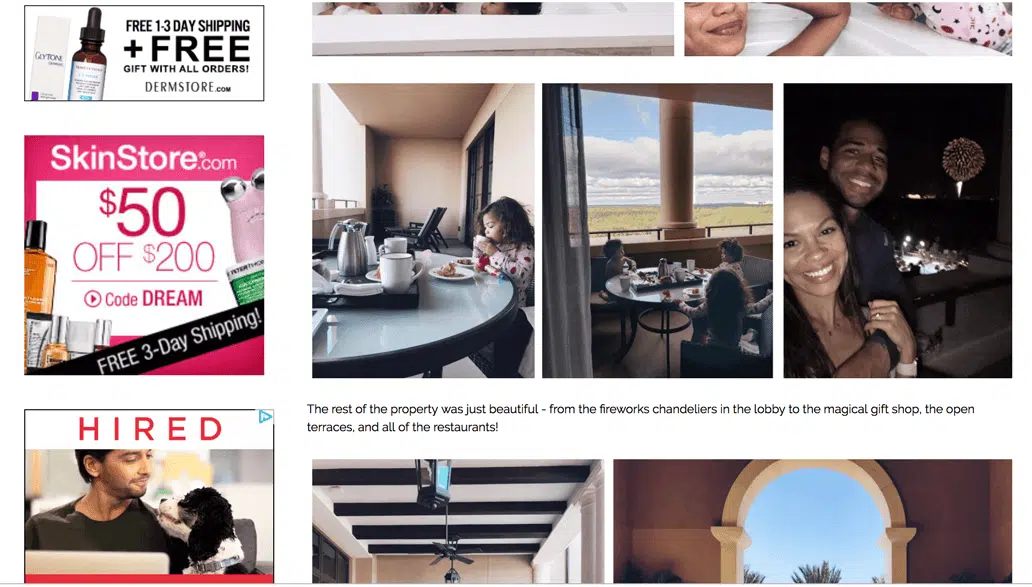 FREE 1-3 DAY SHIPPING
+ FREE
GIFT WITH ALL ORDERS!
DERMSTORE.COM
GLYTONE
SkinStore®.com
$50
OFF $200
Code DREAM
FREE 3-Day Shipping!
HIRED
The rest of the property was just beautiful - from the fireworks chandeliers in the lobby to the magical gift shop, the open
terraces, and all of the restaurants!